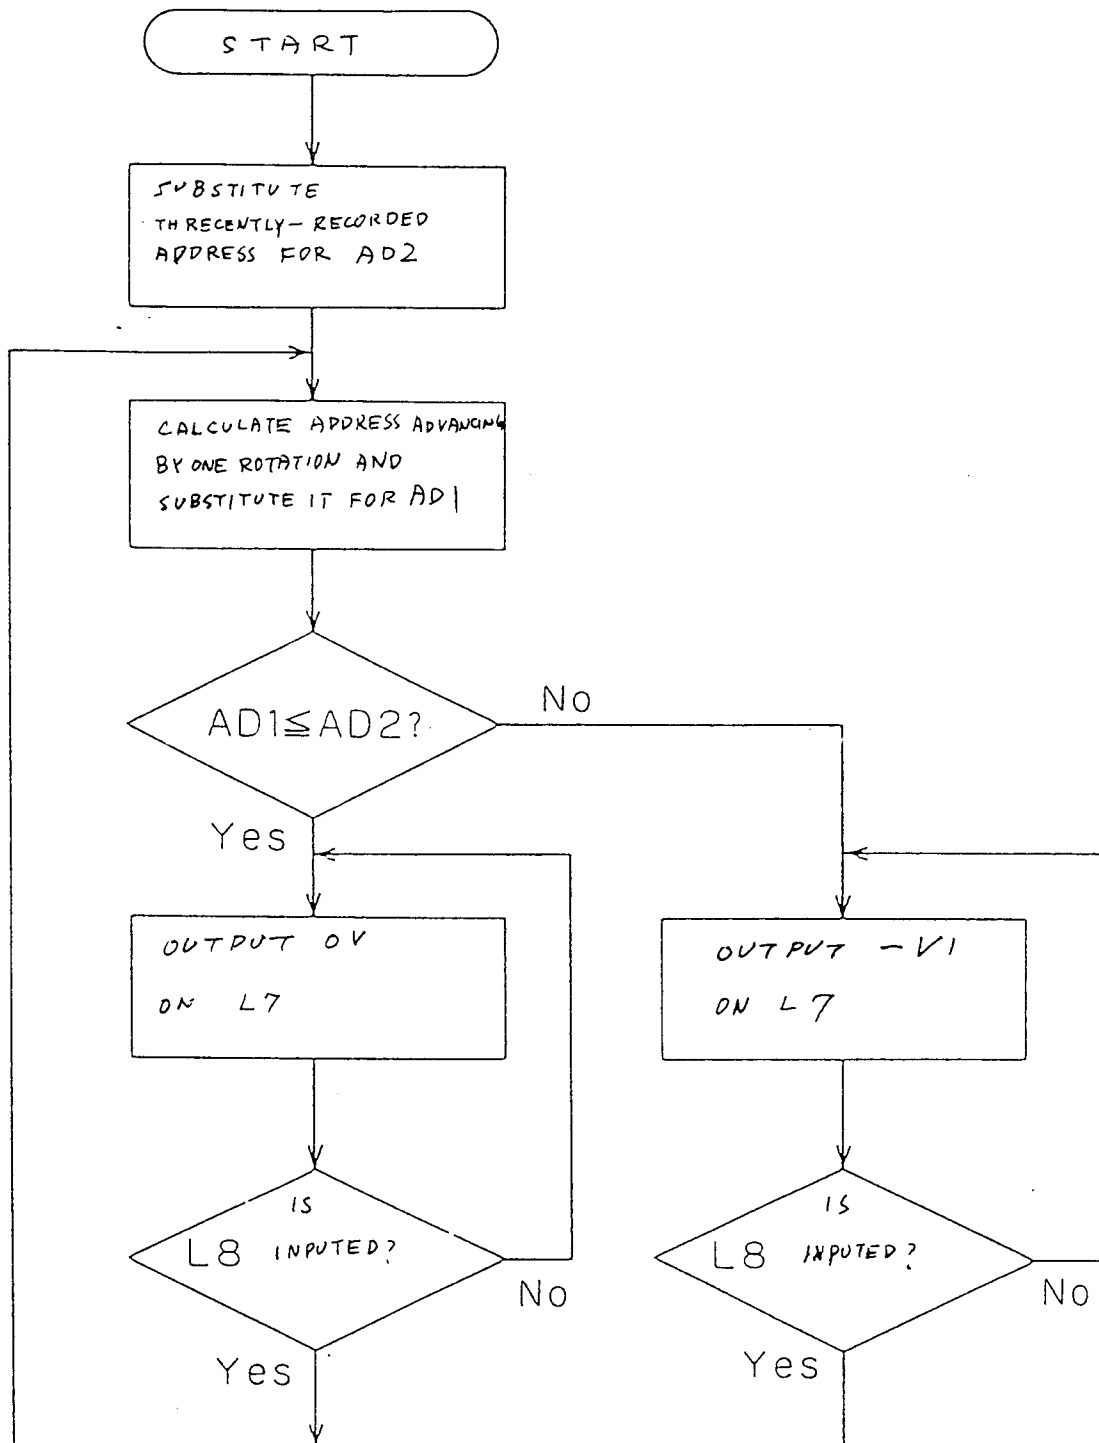 START
SUBSTITUTE
THRECENTLY-RECORDED
ADDRESS FOR AD2
CALCULATE ADDRESS ADVANCING
BY ONE ROTATION AND
SUBSTITUTE IT FOR AD1
AD1≦AD2?
No
Yes
OUTPUT 0V
ON L7
OUTPUT -V1
ON L7
IS
L8 INPUTED?
No
Yes
IS
L8 INPUTED?
No
Yes